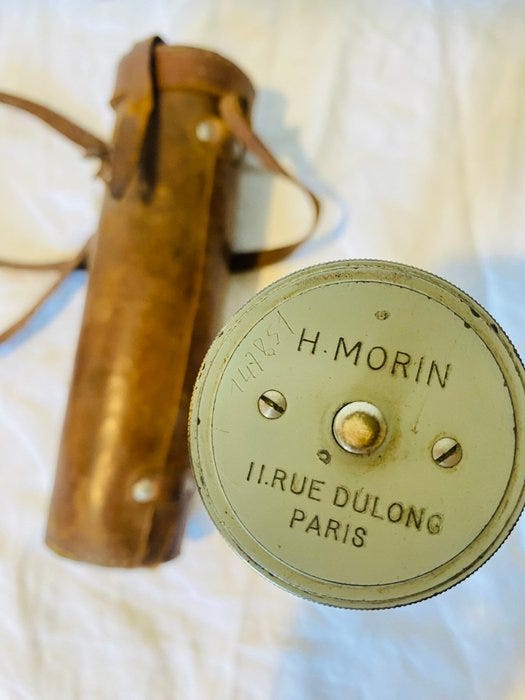 H. MORIN
11. RUE DULONG
PARIS